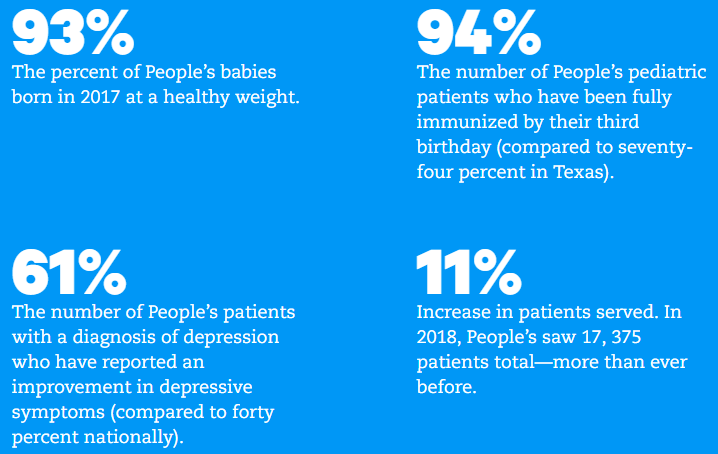 93%
The percent of People’s babies
born in 2017 at a healthy weight.
94%
The number of People’s pediatric
patients who have been fully
immunized by their third
birthday (compared to seventy-
four percent in Texas).
61%
The number of People’s patients
with a diagnosis of depression
who have reported an
improvement in depressive
symptoms (compared to forty
percent nationally).
11%
Increase in patients served. In
2018, People’s saw 17, 375
patients total—more than ever
before.